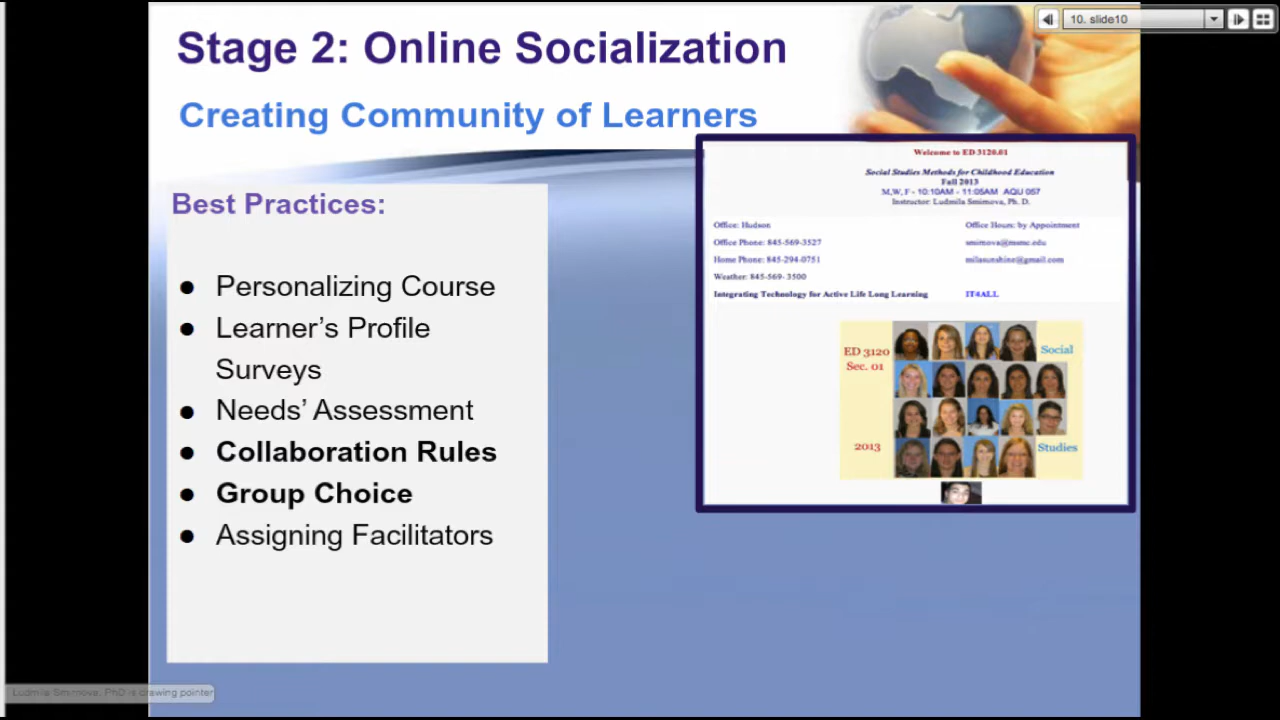 10. slide10
Stage 2: Online Socialization
Creating Community of Learners
Best Practices:
● Personalizing Course
● Learner’s Profile
Surveys
● Needs’ Assessment
● Collaboration Rules
● Group Choice
● Assigning Facilitators
Welcome to ED 3120.01
Social Studies Methods for Childhood Education
Fall 2013
M,W, F - 10:10AM - 11:05AM AQU 057
Instructor: Ludmila Smirnova, Ph. D.
Office: Hudson
Office Hours: by Appointment
Office Phone: 845-569-3527
smirnova@msmc.edu
Home Phone: 845-294-0751
milasunshine@gmail.com
Weather: 845-569- 3500
Integrating Technology for Active Life Long Learning
IT4ALL
ED 3120
Sec. 01
Social
2013
Studies
Ludmila Smirnova, PhD is drawing pointer